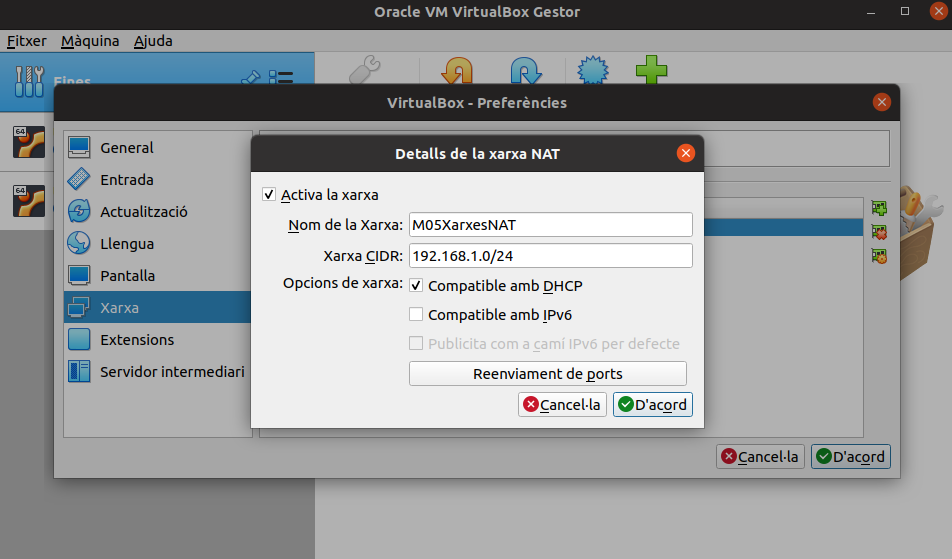 Oracle VM VirtualBox Gestor
Fitxer Màquina Ajuda
Eines
VirtualBox - Preferències
General
Entrada
Actualització
Llengua
Pantalla
Xarxa
Extensions
Servidor intermediari
Detalls de la xarxa NAT
Activa la xarxa
Nom de la Xarxa: M05XarxesNAT
Xarxa CIDR: 192.168.1.0/24
Opcions de xarxa: Compatible amb DHCP
Compatible amb IPv6
Publicita com a camí IPv6 per defecte
Reenviament de ports
Cancel·la D'acord
Cancel·la D'acord
64
64